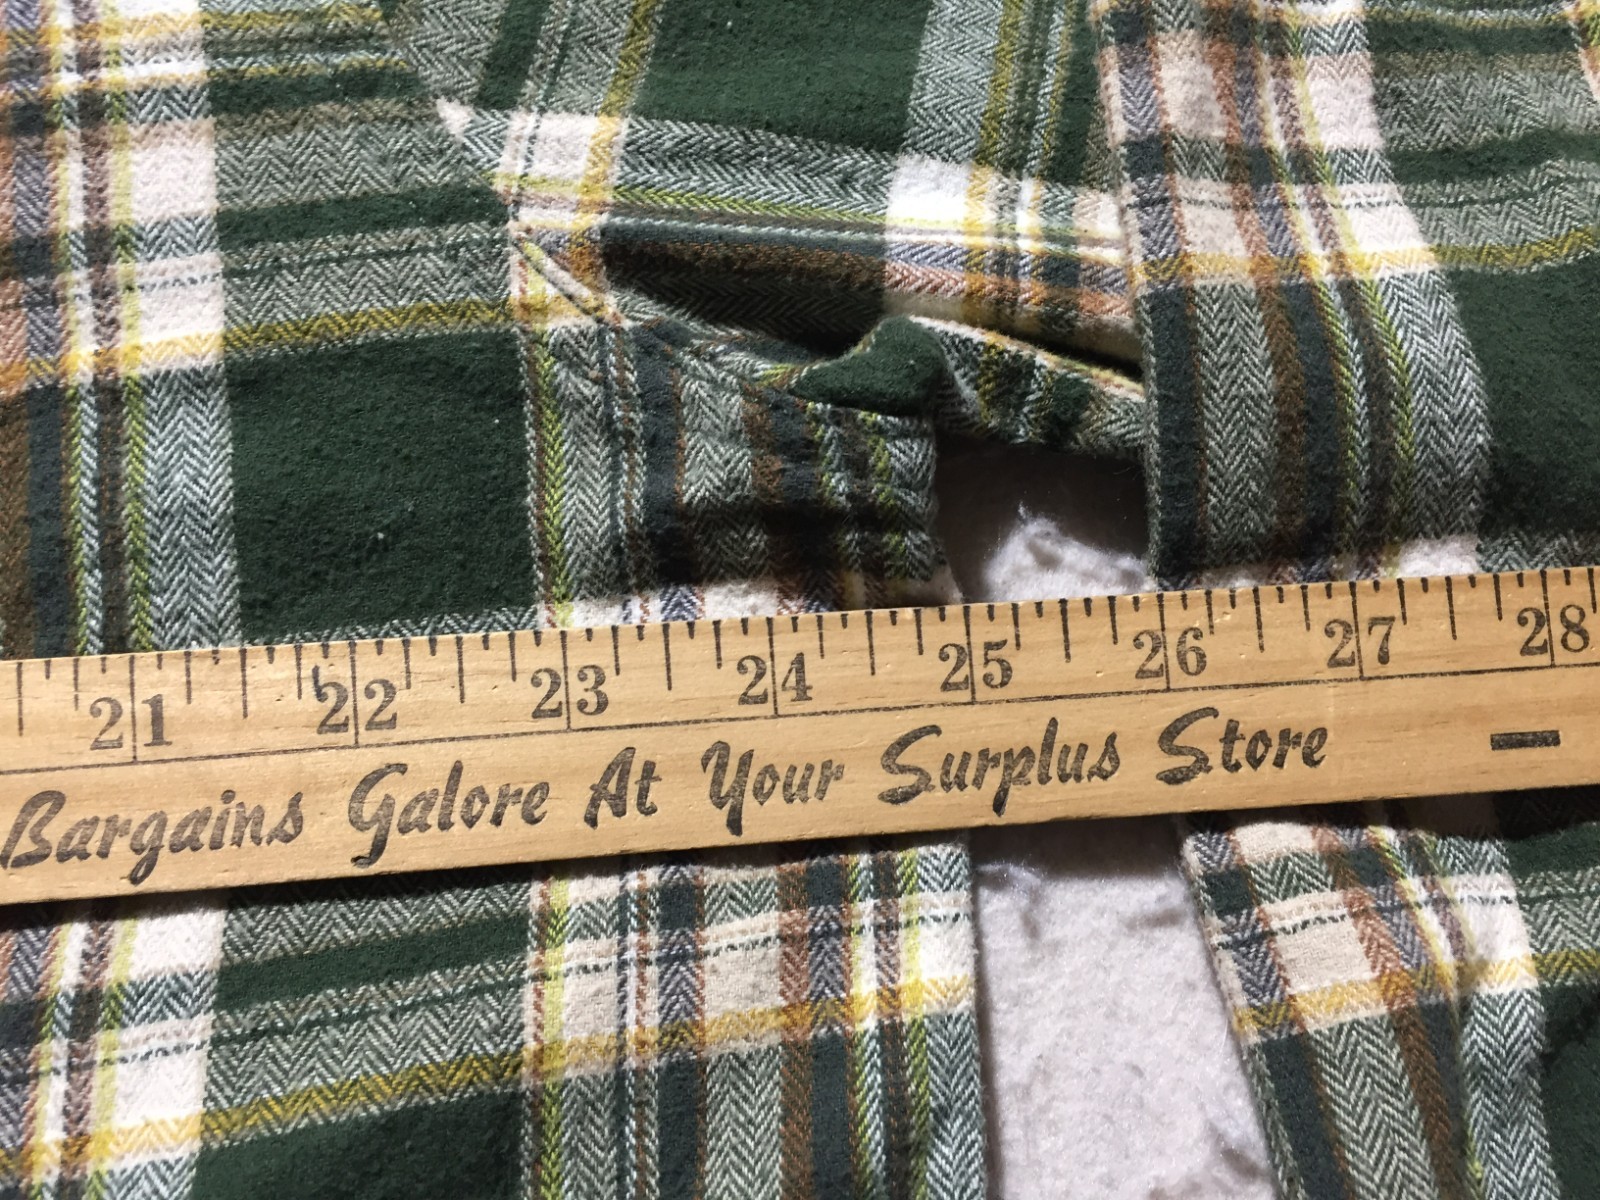 21 22 23 24 25 26 27 28
Bargains Galore At Your Surplus Store